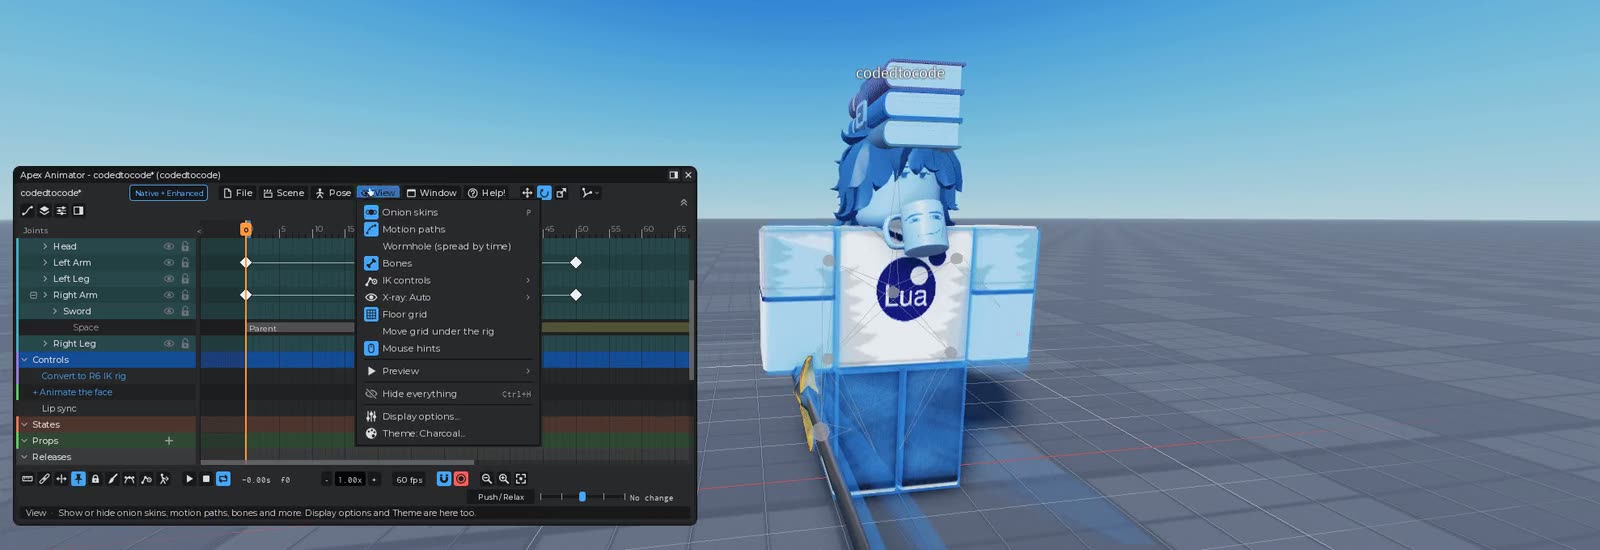 codedtocode
Apex Animator - codedtocode* (codedtocode)
codedtocode*
Native + Enhanced
File
Scene
Pose
View
Window
Help!
Joints
0
5
10
15
45
50
55
60
65
Head
Left Arm
Left Leg
Right Arm
Sword
Space
Parent
Right Leg
Controls
Convert to R6 IK rig
+ Animate the face
Lip sync
States
Props
Releases
Onion skins P
Motion paths
Wormhole (spread by time)
Bones
IK controls
X-ray: Auto
Floor grid
Move grid under the rig
Mouse hints
Preview
Hide everything Ctrl+H
Display options...
Theme: Charcoal...
-0.00s f0
- 1.00x +
60 fps
Push/Relax
No change
View · Show or hide onion skins, motion paths, bones and more. Display options and Theme are here too.
Lua